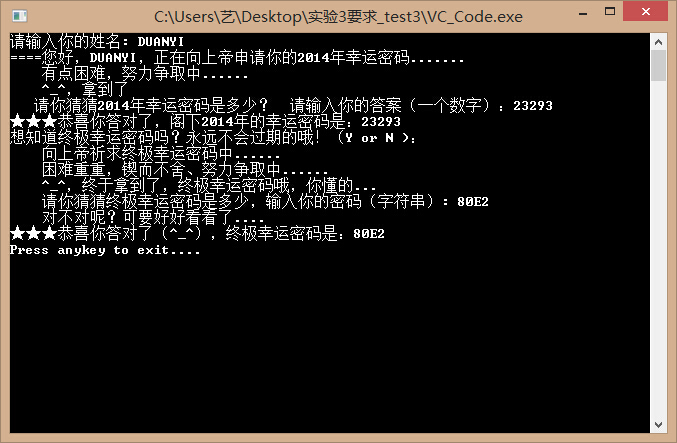 C:\Users\艺\Desktop\实验3要求_test3\VC_Code.exe
请输入你的姓名: DUANYI
====您好, DUANYI, 正在向上帝申请你的2014年幸运密码.......
有点困难, 努力争取中......
^_^, 拿到了
请你猜猜2014年幸运密码是多少? 请输入你的答案（一个数字）: 23293
★★★恭喜你答对了, 阁下2014年的幸运密码是: 23293
想知道终极幸运密码吗? 永远不会过期的哦! （Y or N ）:
向上帝祈求终极幸运密码中......
困难重重, 锲而不舍、努力争取中......
^_^, 终于拿到了, 终极幸运密码哦, 你懂的...
请你猜猜终极幸运密码是多少, 输入你的密码（字符串）: 80E2
对不对呢? 可要好好看看了....
★★★恭喜你答对了（^_^）, 终极幸运密码是: 80E2
Press anykey to exit....